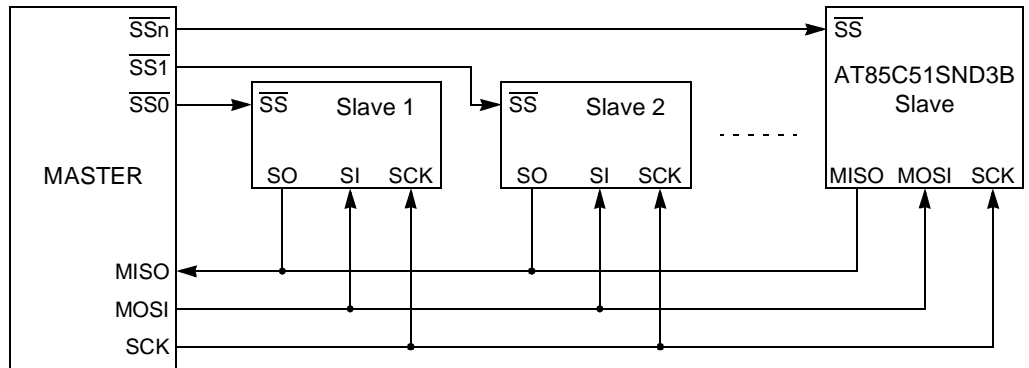 SSn
SS
SS1
AT85C51SND3B
Slave
SS0
SS
Slave 1
SS
Slave 2
MASTER
SO
SI
SCK
SO
SI
SCK
MISO
MOSI
SCK
MISO
MOSI
SCK